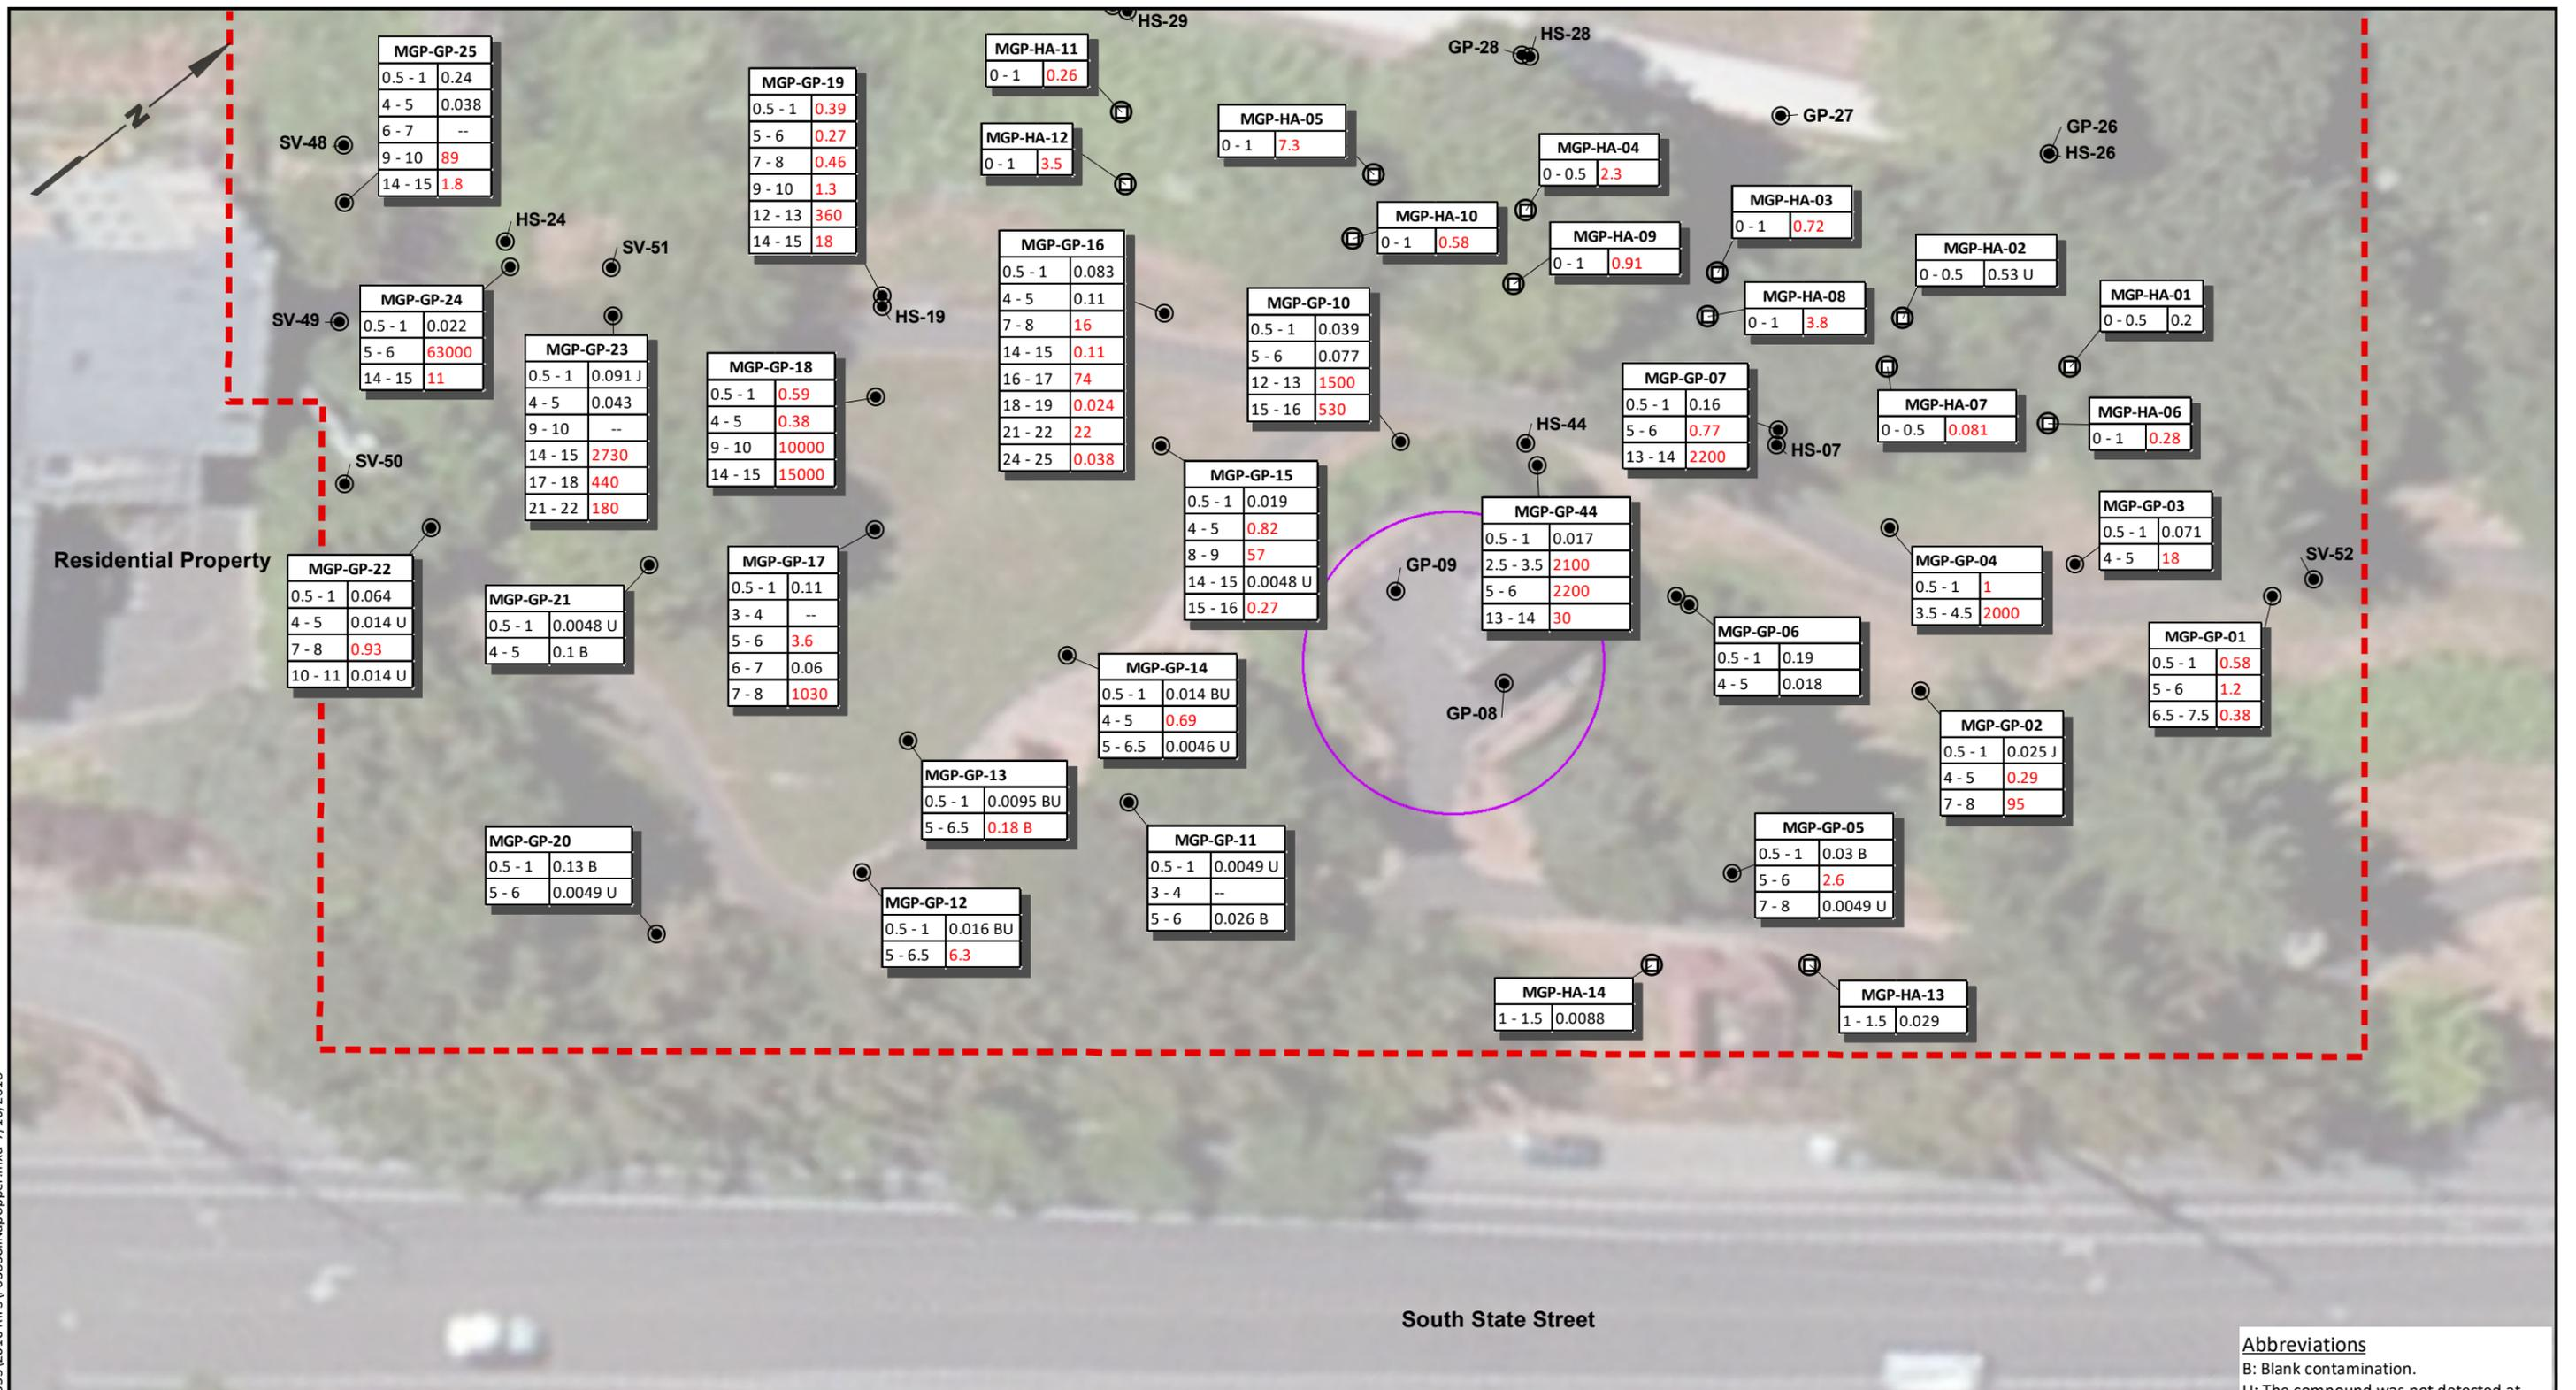 HS-29
MGP-GP-25
0.5 - 1 0.24
4 - 5 0.038
6 - 7 --
9 - 10 89
14 - 15 1.8
N
SV-48
MGP-GP-19
0.5 - 1 0.39
5 - 6 0.27
7 - 8 0.46
9 - 10 1.3
12 - 13 360
14 - 15 18
MGP-HA-11
0 - 1 0.26
MGP-HA-12
0 - 1 3.5
MGP-HA-05
0 - 1 7.3
GP-28
HS-28
GP-27
GP-26
HS-26
MGP-HA-04
0 - 0.5 2.3
MGP-HA-03
0 - 1 0.72
MGP-HA-10
0 - 1 0.58
MGP-HA-09
0 - 1 0.91
MGP-HA-02
0 - 0.5 0.53 U
MGP-HA-01
0 - 0.5 0.2
MGP-HA-08
0 - 1 3.8
HS-24
SV-51
SV-49
MGP-GP-24
0.5 - 1 0.022
5 - 6 63000
14 - 15 11
HS-19
MGP-GP-16
0.5 - 1 0.083
4 - 5 0.11
7 - 8 16
14 - 15 0.11
16 - 17 74
18 - 19 0.024
21 - 22 22
24 - 25 0.038
MGP-GP-10
0.5 - 1 0.039
5 - 6 0.077
12 - 13 1500
15 - 16 530
MGP-GP-23
0.5 - 1 0.091 J
4 - 5 0.043
9 - 10 --
14 - 15 2730
17 - 18 440
21 - 22 180
MGP-GP-18
0.5 - 1 0.59
4 - 5 0.38
9 - 10 10000
14 - 15 15000
MGP-GP-07
0.5 - 1 0.16
5 - 6 0.77
13 - 14 2200
HS-07
HS-44
MGP-HA-07
0 - 0.5 0.081
MGP-HA-06
0 - 1 0.28
SV-50
MGP-GP-15
0.5 - 1 0.019
4 - 5 0.82
8 - 9 57
14 - 15 0.0048 U
15 - 16 0.27
MGP-GP-44
0.5 - 1 0.017
2.5 - 3.5 2100
5 - 6 2200
13 - 14 30
MGP-GP-03
0.5 - 1 0.071
4 - 5 18
SV-52
Residential Property
MGP-GP-22
0.5 - 1 0.064
4 - 5 0.014 U
7 - 8 0.93
10 - 11 0.014 U
MGP-GP-21
0.5 - 1 0.0048 U
4 - 5 0.1 B
MGP-GP-17
0.5 - 1 0.11
3 - 4 --
5 - 6 3.6
6 - 7 0.06
7 - 8 1030
GP-09
GP-08
MGP-GP-04
0.5 - 1 1
3.5 - 4.5 2000
MGP-GP-06
0.5 - 1 0.19
4 - 5 0.018
MGP-GP-01
0.5 - 1 0.58
5 - 6 1.2
6.5 - 7.5 0.38
MGP-GP-14
0.5 - 1 0.014 BU
4 - 5 0.69
5 - 6.5 0.0046 U
MGP-GP-02
0.5 - 1 0.025 J
4 - 5 0.29
7 - 8 95
MGP-GP-13
0.5 - 1 0.0095 BU
5 - 6.5 0.18 B
MGP-GP-20
0.5 - 1 0.13 B
5 - 6 0.0049 U
MGP-GP-11
0.5 - 1 0.0049 U
3 - 4 --
5 - 6 0.026 B
MGP-GP-05
0.5 - 1 0.03 B
5 - 6 2.6
7 - 8 0.0049 U
MGP-GP-12
0.5 - 1 0.016 BU
5 - 6.5 6.3
MGP-HA-14
1 - 1.5 0.0088
MGP-HA-13
1 - 1.5 0.029
South State Street
Abbreviations
B: Blank contamination.
U: The compound was not detected at